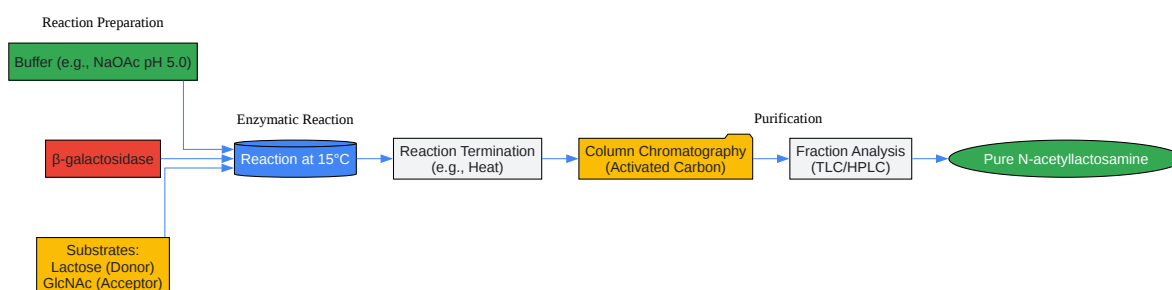 Reaction Preparation
Buffer (e.g., NaOAc pH 5.0)
Enzymatic Reaction
Purification
β-galactosidase
Reaction at 15°C
Reaction Termination
(e.g., Heat)
Column Chromatography
(Activated Carbon)
Fraction Analysis
(TLC/HPLC)
Pure N-acetyllactosamine
Substrates:
Lactose (Donor)
GlcNAc (Acceptor)